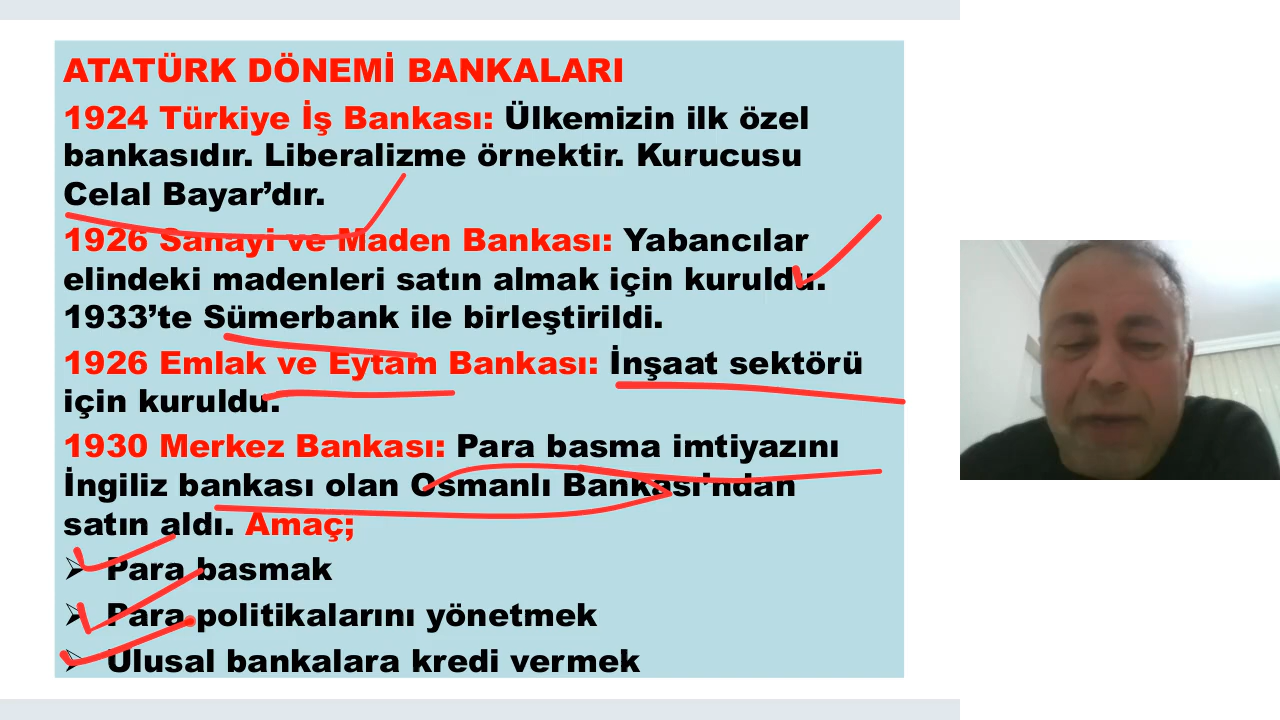 ATATÜRK DÖNEMİ BANKALARI
1924 Türkiye İş Bankası: Ülkemizin ilk özel
bankasıdır. Liberalizme örnektir. Kurucusu
Celal Bayar’dır.
1926 Sanayi ve Maden Bankası: Yabancılar
elindeki madenleri satın almak için kuruldu.
1933’te Sümerbank ile birleştirildi.
1926 Emlak ve Eytam Bankası: İnşaat sektörü
için kuruldu.
1930 Merkez Bankası: Para basma imtiyazını
İngiliz bankası olan Osmanlı Bankası’ndan
satın aldı. Amaç;
Para basmak
Para politikalarını yönetmek
Ulusal bankalara kredi vermek